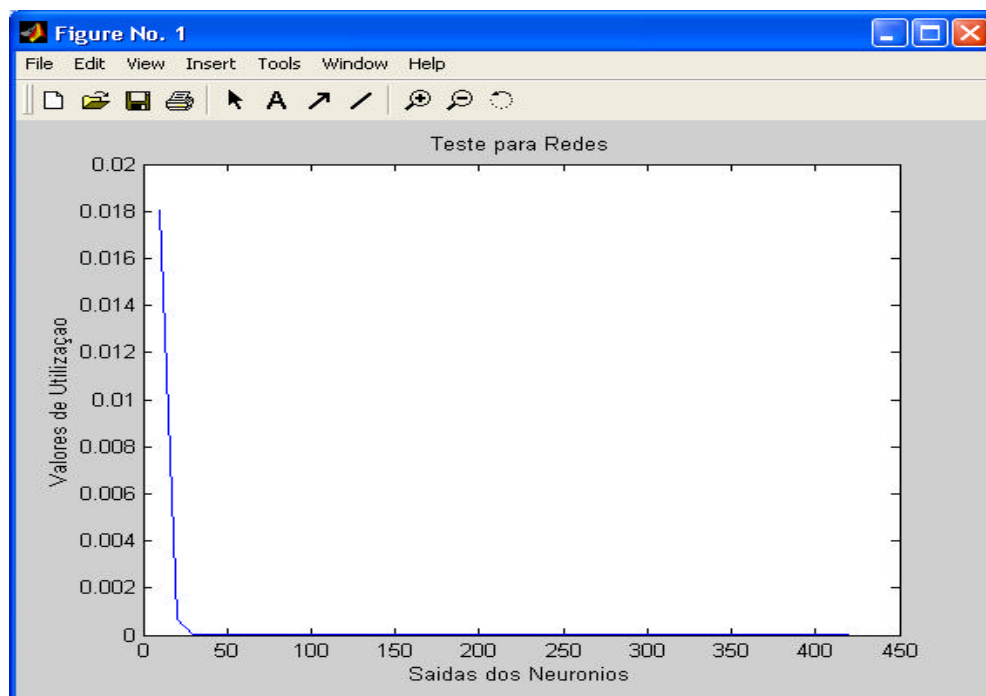 Figure No. 1
File Edit View Insert Tools Window Help
A
Teste para Redes
0.02
0.018
0.016
0.014
0.012
0.01
0.008
0.006
0.004
0.002
0
Valores de Utilizaçao
0 50 100 150 200 250 300 350 400 450
Saidas dos Neuronios